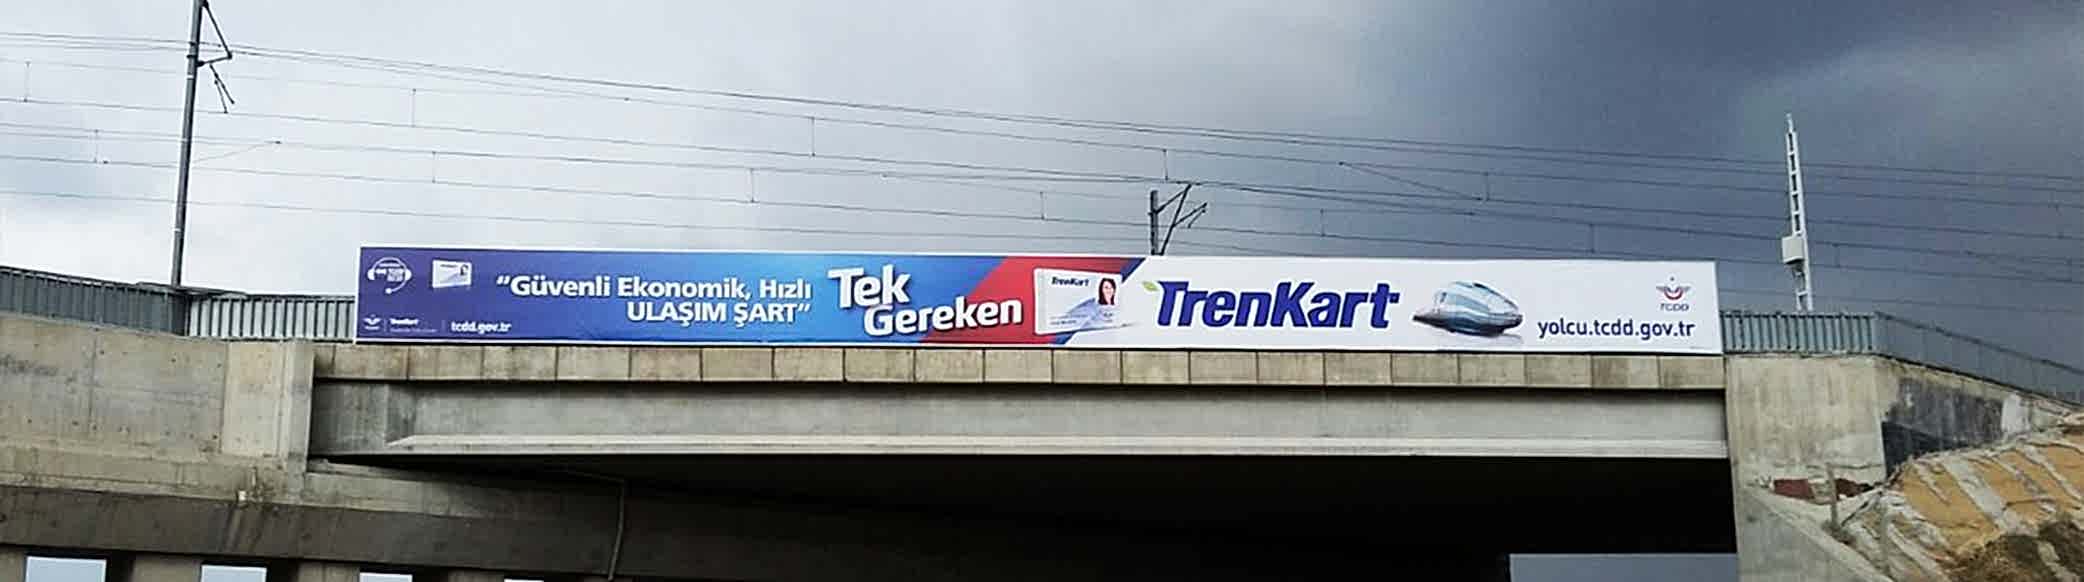 “Güvenli Ekonomik, Hızlı
ULAŞIM ŞART”
Tek
Gereken
TrenKart
TrenKart
TCDD
yolcu.tcdd.gov.tr
TrenKart
tcdd.gov.tr